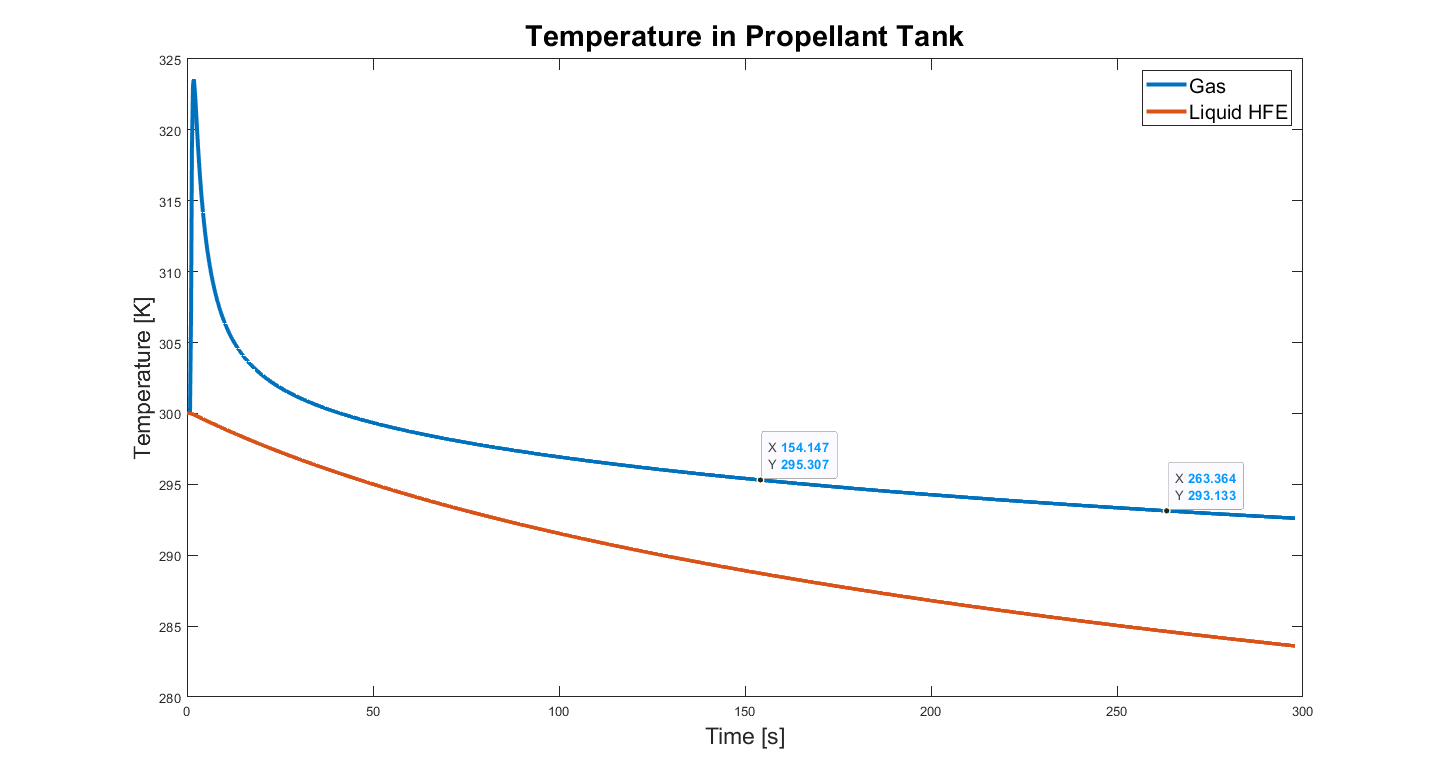 Temperature in Propellant Tank
Gas
Liquid HFE
325
320
315
310
305
300
295
290
285
280
Temperature [K]
X 154.147
Y 295.307
X 263.364
Y 293.133
0
50
100
150
200
250
300
Time [s]